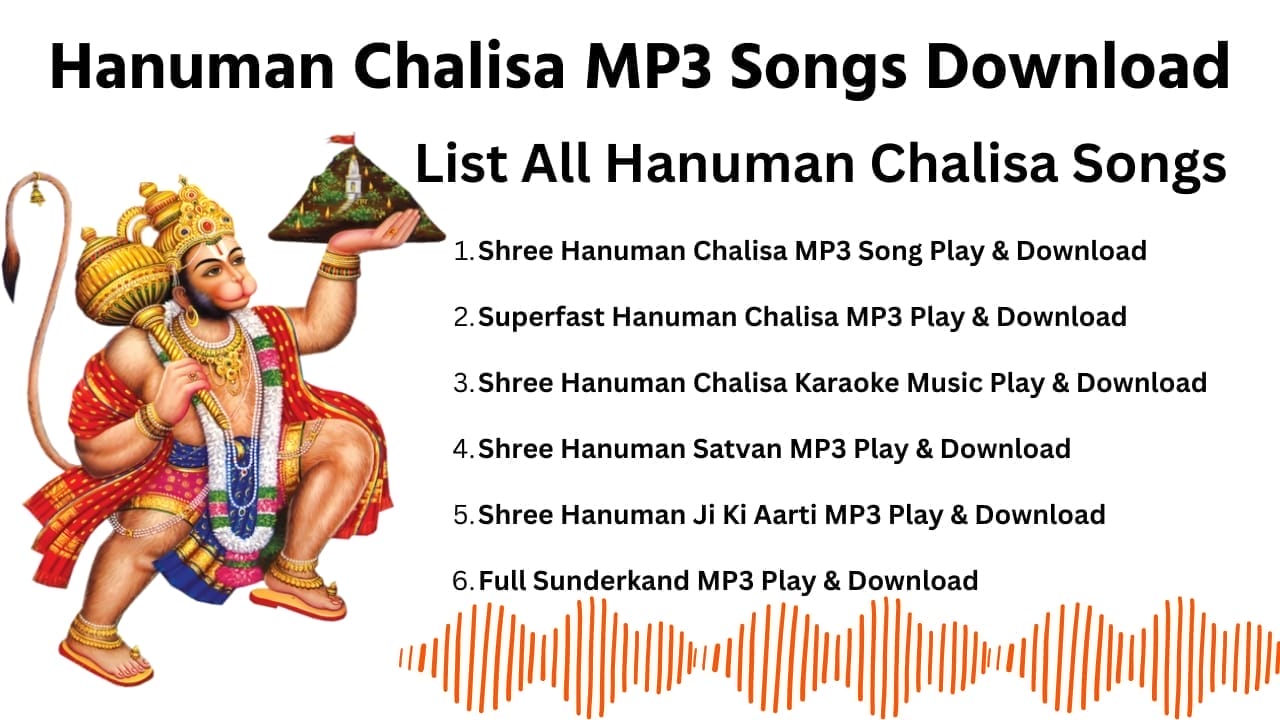 Hanuman Chalisa MP3 Songs Download
List All Hanuman Chalisa Songs
1. Shree Hanuman Chalisa MP3 Song Play & Download
2. Superfast Hanuman Chalisa MP3 Play & Download
3. Shree Hanuman Chalisa Karaoke Music Play & Download
4. Shree Hanuman Satvan MP3 Play & Download
5. Shree Hanuman Ji Ki Aarti MP3 Play & Download
6. Full Sunderkand MP3 Play & Download